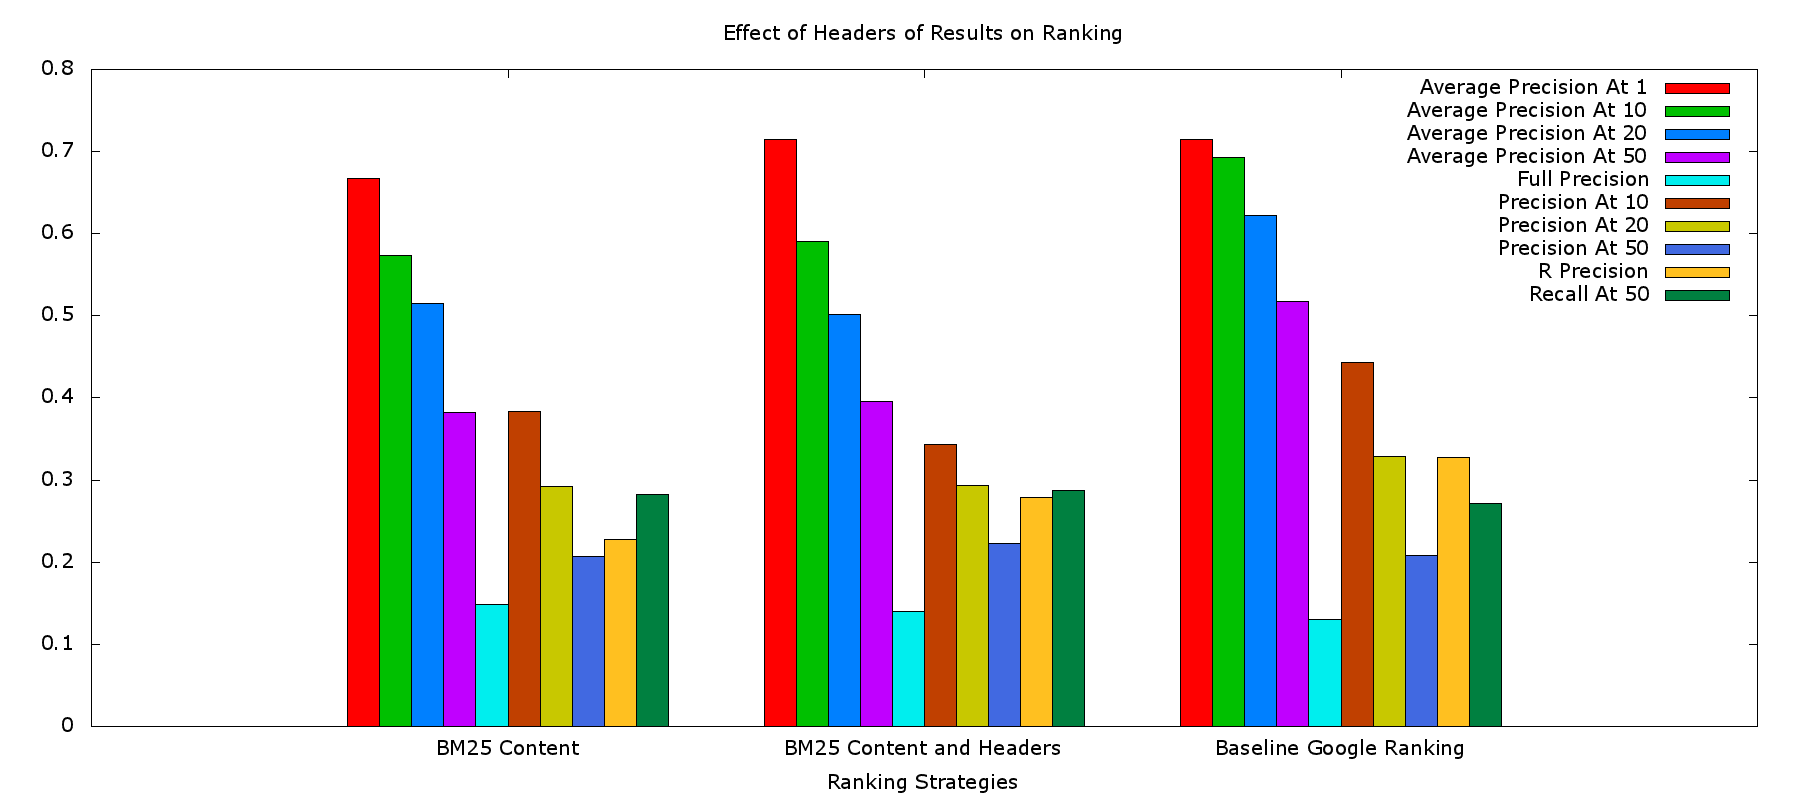 Effect of Headers of Results on Ranking
0.8
0.7
0.6
0.5
0.4
0.3
0.2
0.1
0
Average Precision At 1
Average Precision At 10
Average Precision At 20
Average Precision At 50
Full Precision
Precision At 10
Precision At 20
Precision At 50
R Precision
Recall At 50
BM25 Content
BM25 Content and Headers
Baseline Google Ranking
Ranking Strategies